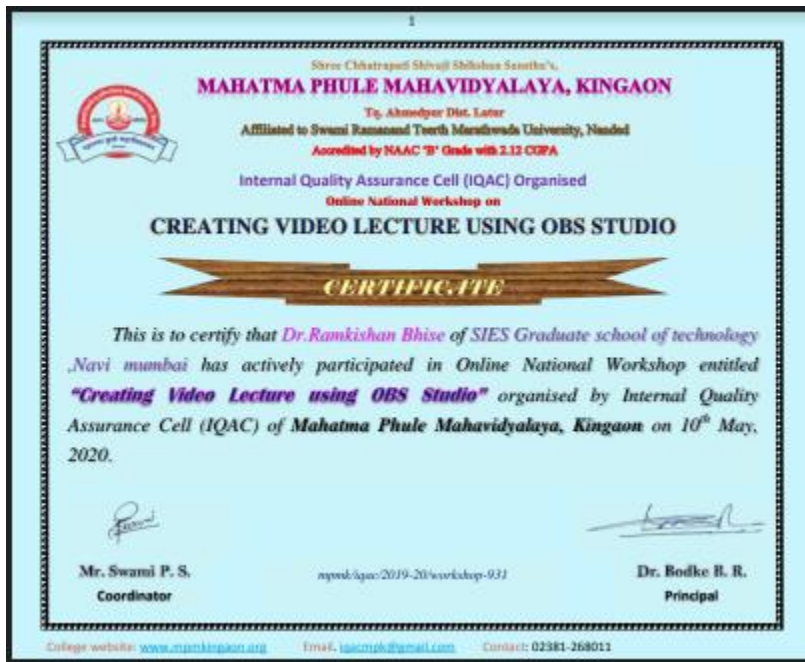 1
Shree Chhatrapati Shivaji Shikshan Sanstha's,
MAHATMA PHULE MAHAVIDYALAYA, KINGAON
Tq. Ahmedpur Dist. Latur
Affiliated to Swami Ramanand Teerth Marathwada University, Nanded
Accredited by NAAC "B" Grade with 2.12 CGPA
Internal Quality Assurance Cell (IQAC) Organised
Online National Workshop on
CREATING VIDEO LECTURE USING OBS STUDIO
CERTIFICATE
This is to certify that Dr.Ramkishan Bhise of SIES Graduate school of technology
,Navi mumbai has actively participated in Online National Workshop entitled
"Creating Video Lecture using OBS Studio" organised by Internal Quality
Assurance Cell (IQAC) of Mahatma Phule Mahavidyalaya, Kingaon on 10th May,
2020.
Mr. Swami P. S.
Coordinator
mpmk/iqac/2019-20/workshop-931
Dr. Bodke B. R.
Principal
College website: www.mpmkingaon.org Email. iqacmpk@gmail.com Contact: 02381-268011